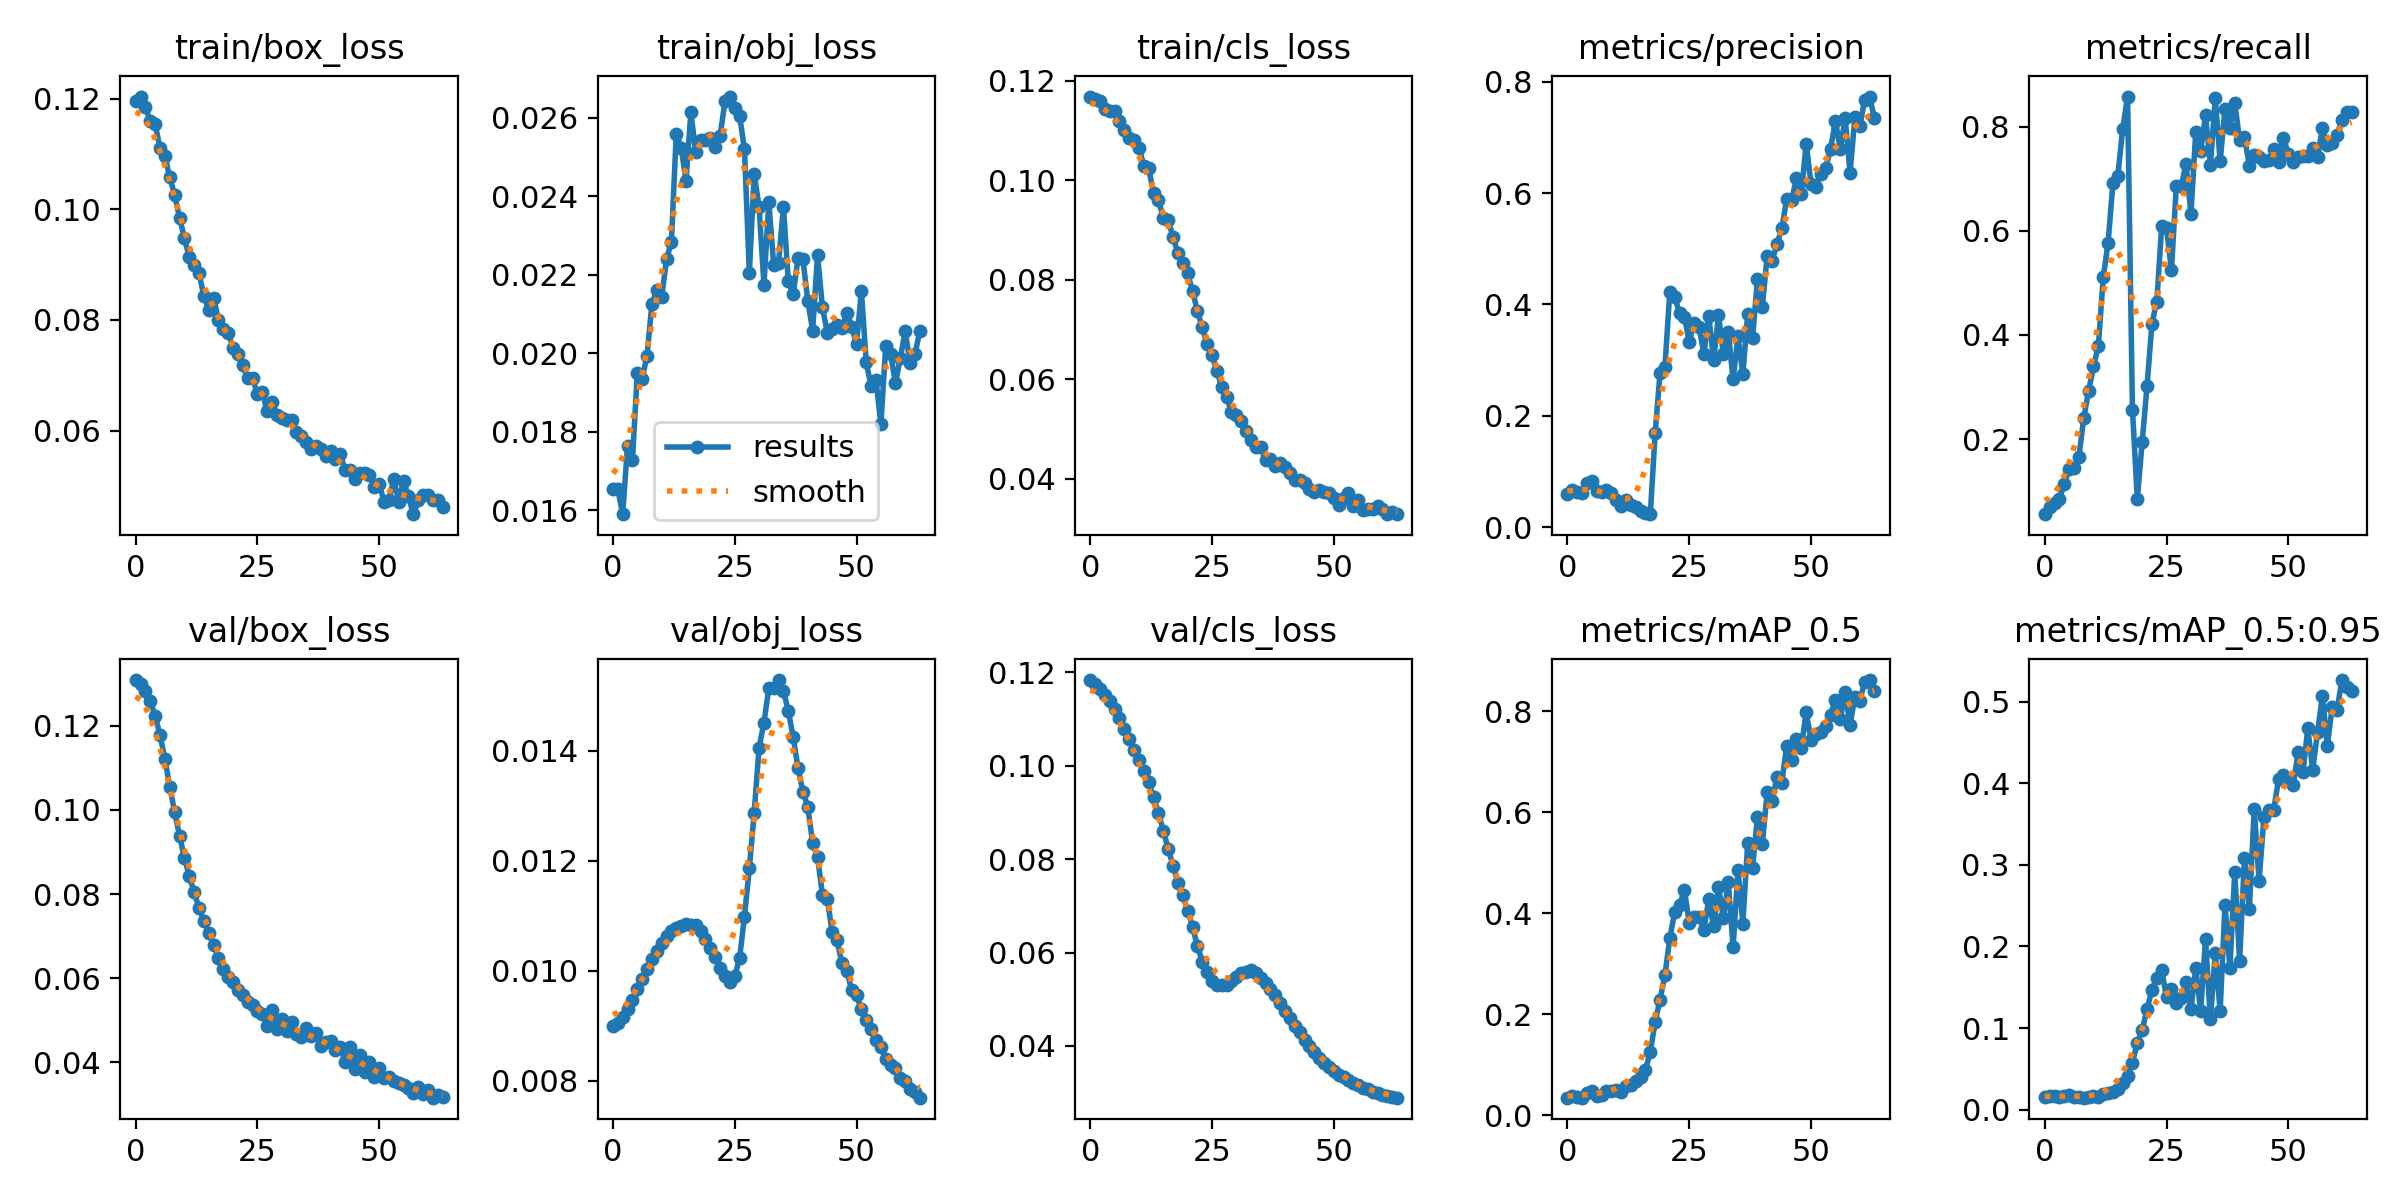 train/box_loss
0.12
0.10
0.08
0.06
0 25 50
train/obj_loss
0.026
0.024
0.022
0.020
0.018
0.016
results
smooth
0 25 50
train/cls_loss
0.12
0.10
0.08
0.06
0.04
0 25 50
metrics/precision
0.8
0.6
0.4
0.2
0.0
0 25 50
metrics/recall
0.8
0.6
0.4
0.2
0 25 50
val/box_loss
0.12
0.10
0.08
0.06
0.04
0 25 50
val/obj_loss
0.014
0.012
0.010
0.008
0 25 50
val/cls_loss
0.12
0.10
0.08
0.06
0.04
0 25 50
metrics/mAP_0.5
0.8
0.6
0.4
0.2
0.0
0 25 50
metrics/mAP_0.5:0.95
0.5
0.4
0.3
0.2
0.1
0.0
0 25 50